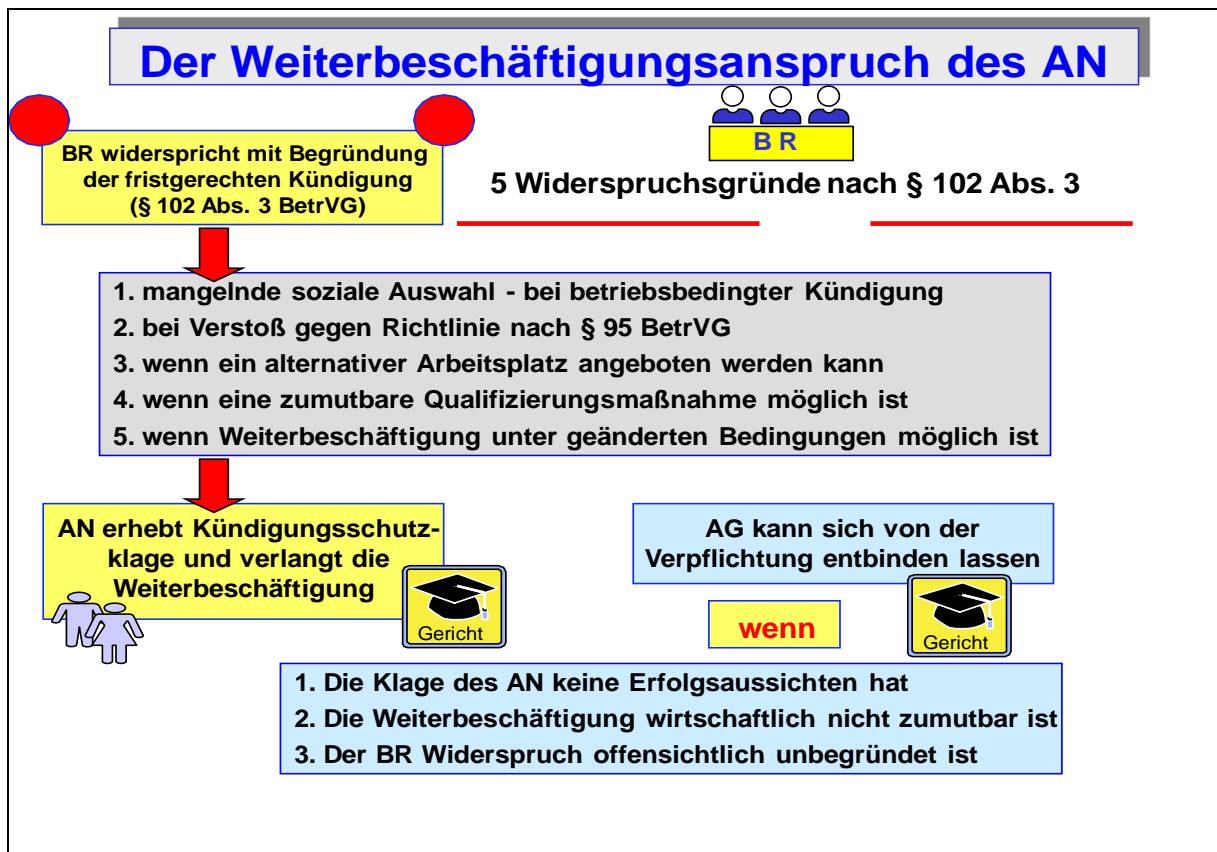 Der Weiterbeschäftigungsanspruch des AN
BR widerspricht mit Begründung
der fristgerechten Kündigung
(§ 102 Abs. 3 BetrVG)
B R
5 Widerspruchsgründe nach § 102 Abs. 3
1. mangelnde soziale Auswahl - bei betriebsbedingter Kündigung
2. bei Verstoß gegen Richtlinie nach § 95 BetrVG
3. wenn ein alternativer Arbeitsplatz angeboten werden kann
4. wenn eine zumutbare Qualifizierungsmaßnahme möglich ist
5. wenn Weiterbeschäftigung unter geänderten Bedingungen möglich ist
AN erhebt Kündigungsschutz-
klage und verlangt die
Weiterbeschäftigung
Gericht
AG kann sich von der
Verpflichtung entbinden lassen
wenn
Gericht
1. Die Klage des AN keine Erfolgsaussichten hat
2. Die Weiterbeschäftigung wirtschaftlich nicht zumutbar ist
3. Der BR Widerspruch offensichtlich unbegründet ist